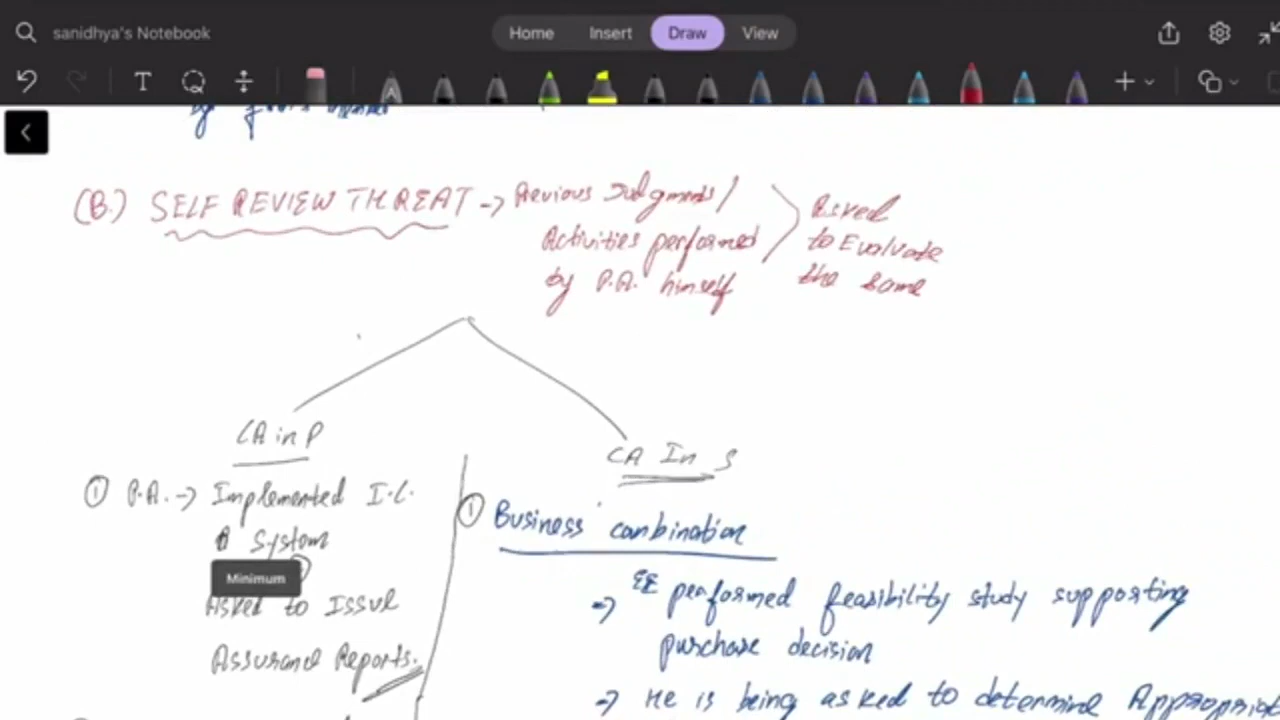 sanidhya's Notebook
Home Insert Draw View
(B.) SELF REVIEW THREAT -> Previous Judgments/
Activities performed
by P.A. himself
Asked
to Evaluate
the same
CA in P
① P.A. -> Implemented I.C.
System
Minimum
Asked to Issue
Assurance Reports.
CA In S
① Business combination
=> EE performed feasibility study supporting
purchase decision
=> He is being asked to determine